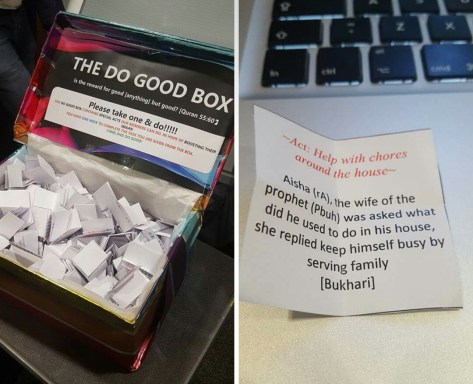 THE DO GOOD BOX
Is the reward for good (anything) but good? [Quran 55:60]
Please take one & do!!!!!
~Act: Help with chores
around the house~
Aisha (rA), the wife of the
prophet (Pbuh) was asked what
did he used to do in his house,
she replied keep himself busy by
serving family
[Bukhari]
ctrl
alt
Z
X